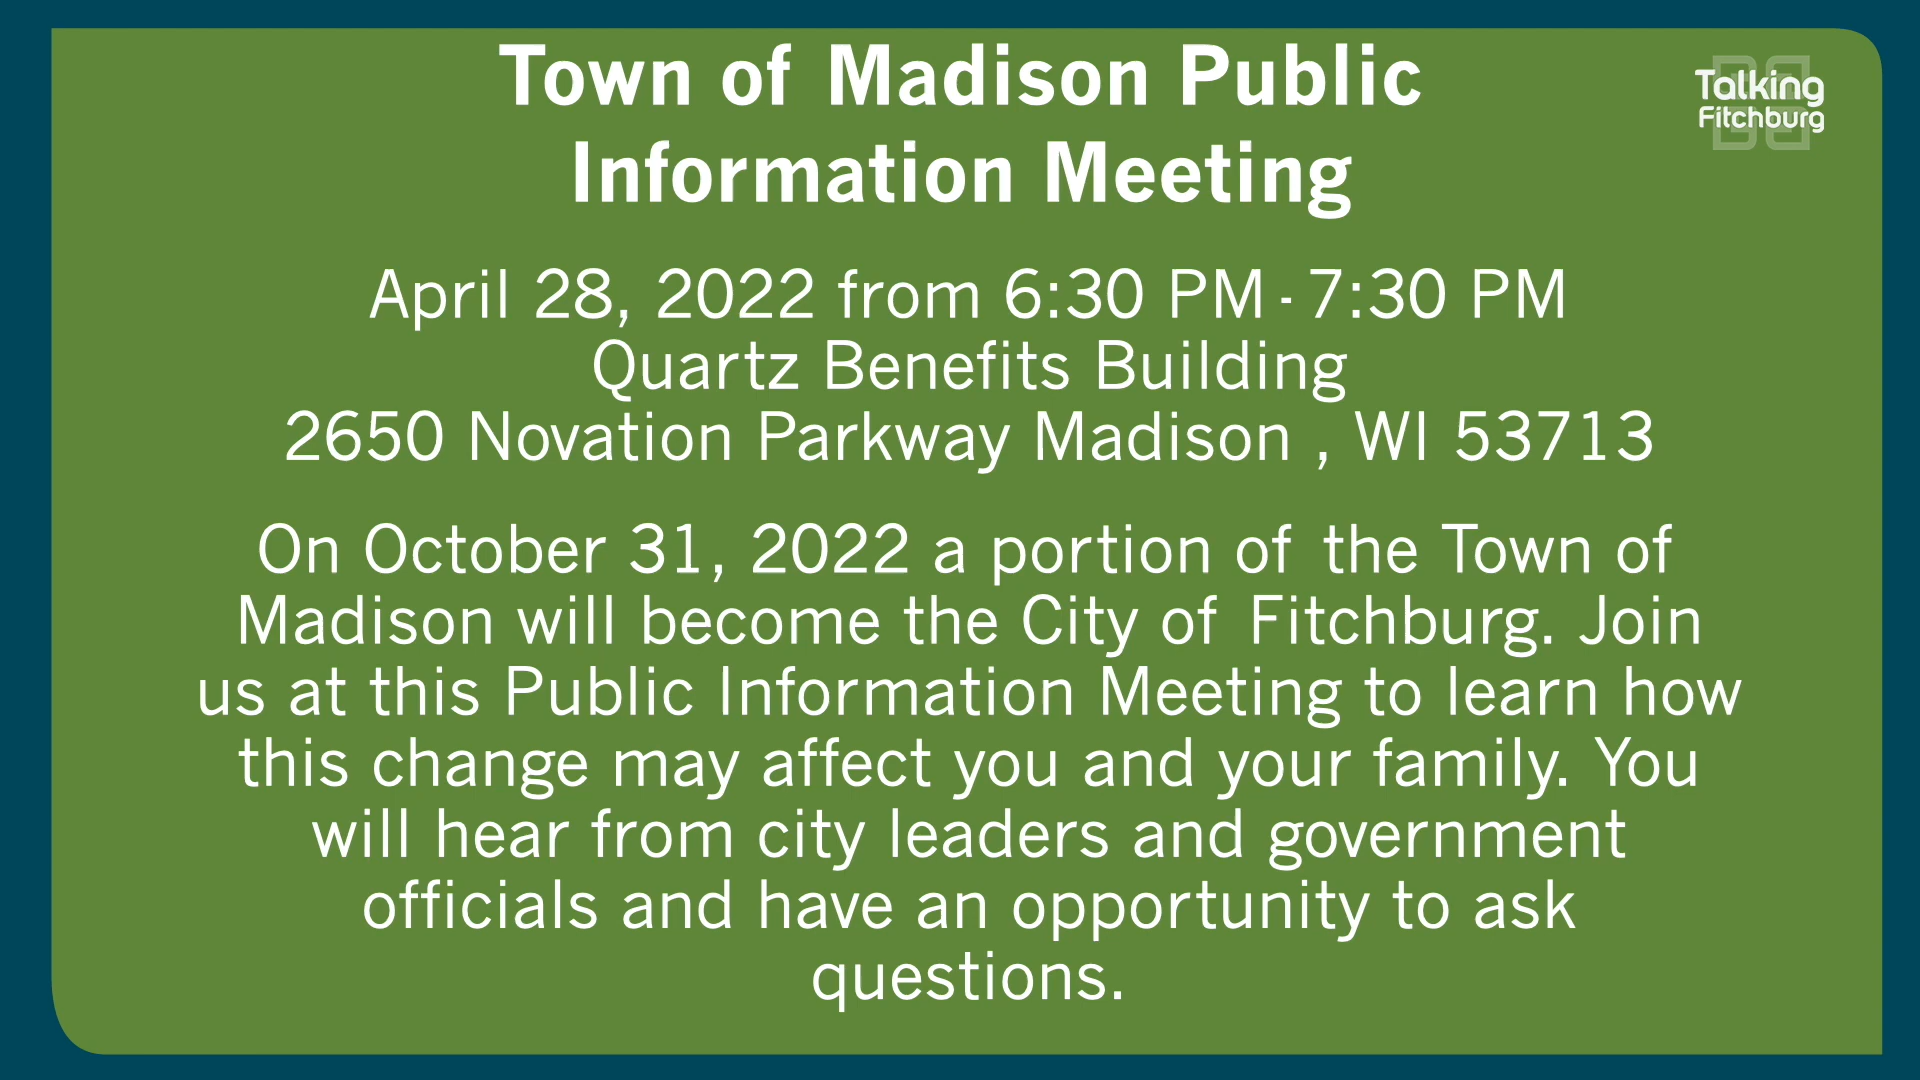 Town of Madison Public
Information Meeting
Talking
Fitchburg
April 28, 2022 from 6:30 PM - 7:30 PM
Quartz Benefits Building
2650 Novation Parkway Madison , WI 53713
On October 31, 2022 a portion of the Town of
Madison will become the City of Fitchburg. Join
us at this Public Information Meeting to learn how
this change may affect you and your family. You
will hear from city leaders and government
officials and have an opportunity to ask
questions.